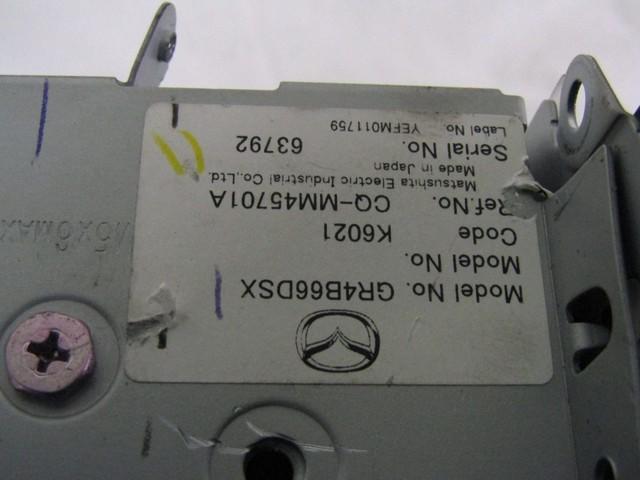 Model No. GR4B66DSX
Model No.
Code K6021
Ref.No. CQ-MM45701A
Matsushita Electric Industrial Co.,Ltd.
Made in Japan
Serial No. 63792
Label No. YEFM011759
M5X8MAX